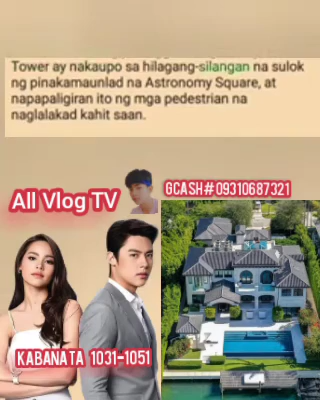 Tower ay nakaupo sa hilagang-silangan na sulok
ng pinakamaunlad na Astronomy Square, at
napapaligiran ito ng mga pedestrian na
naglalakad kahit saan.
GCASH#09310687321
All Vlog TV
KABANATA 1031-1051